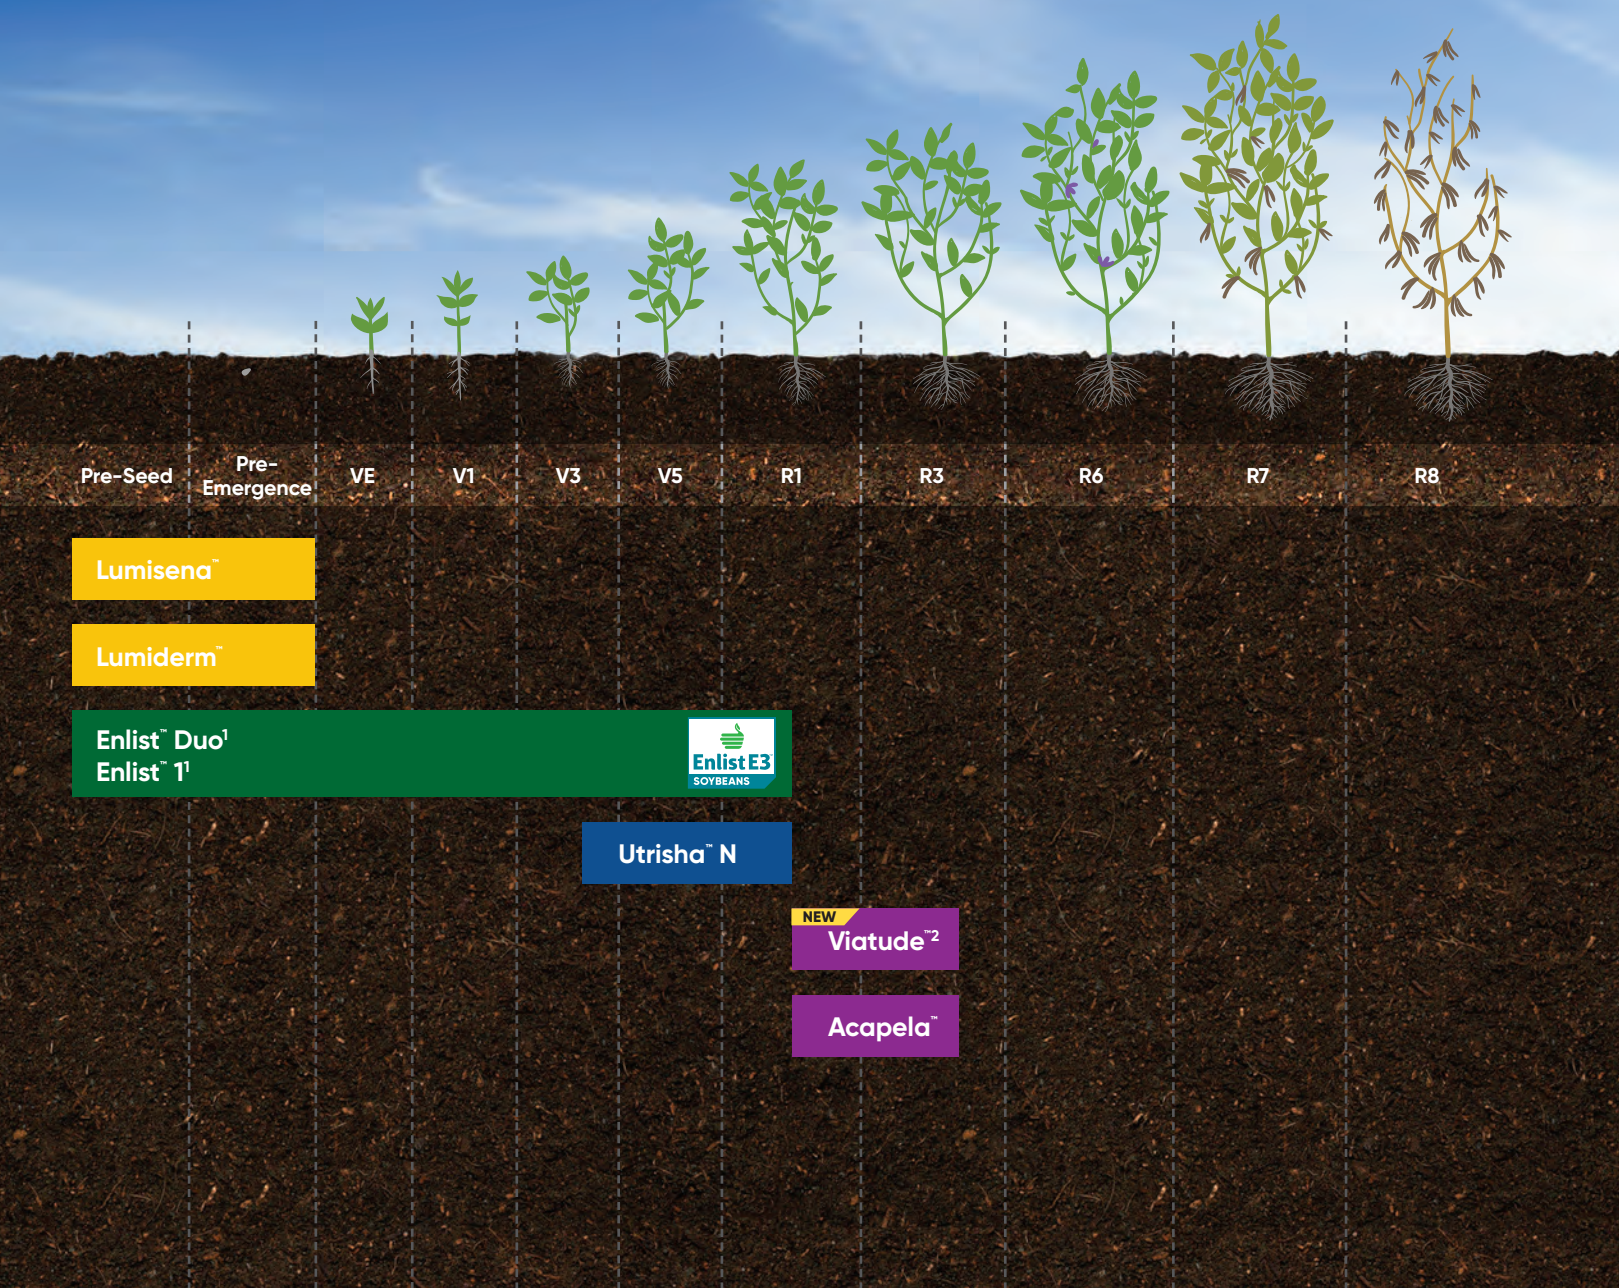 Pre-Seed
Pre-
Emergence
VE
V1
V3
V5
R1
R3
R6
R7
R8
Lumisena™
Lumiderm™
Enlist™ Duo¹
Enlist™ 1¹
Enlist E3™
SOYBEANS
Utrisha™ N
NEW
Viatude™²
Acapela™